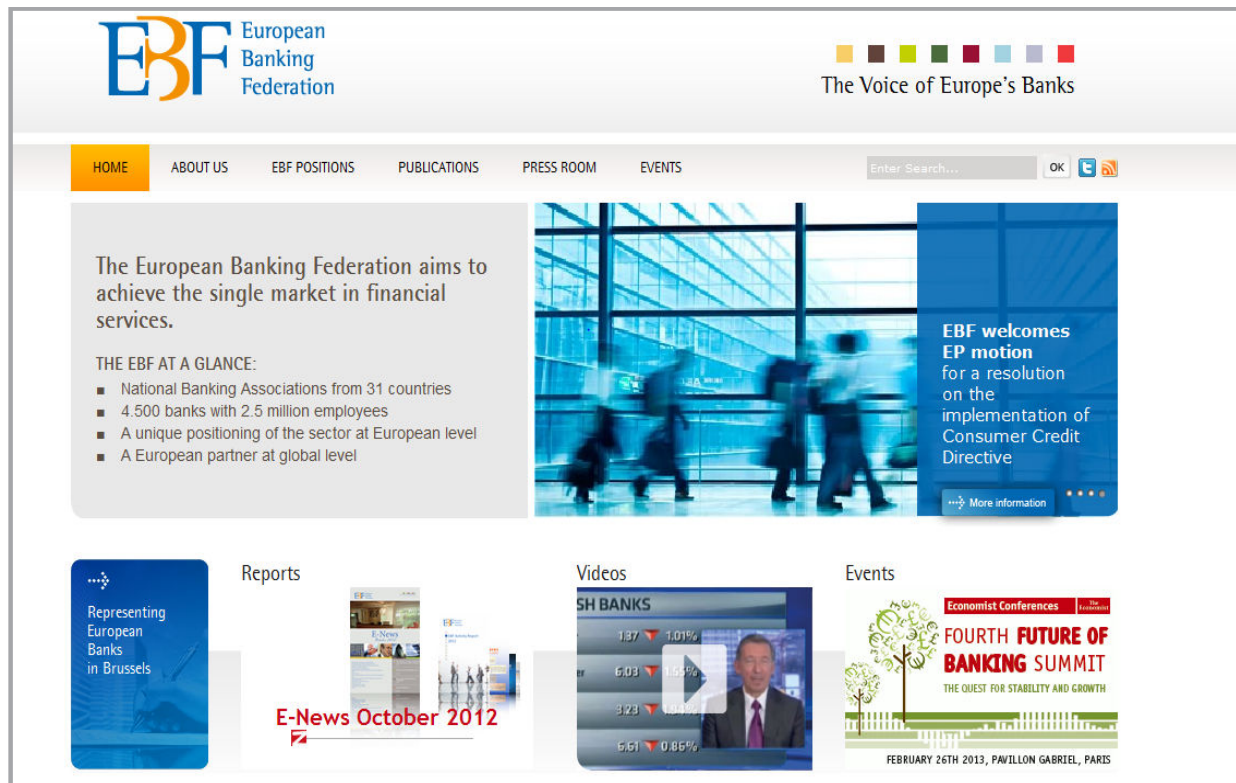 EBF European
Banking
Federation
The Voice of Europe's Banks
HOME ABOUT US EBF POSITIONS PUBLICATIONS PRESS ROOM EVENTS Enter Search... OK
The European Banking Federation aims to
achieve the single market in financial
services.
THE EBF AT A GLANCE:
National Banking Associations from 31 countries
4.500 banks with 2.5 million employees
A unique positioning of the sector at European level
A European partner at global level
EBF welcomes
EP motion
for a resolution
on the
implementation of
Consumer Credit
Directive
More information
Representing
European
Banks
in Brussels
Reports
E-News
E-News October 2012
Videos
SH BANKS
1.37 1.01%
6.03
3.23
6.61 0.86%
Events
Economist Conferences The Economist
FOURTH FUTURE OF
BANKING SUMMIT
THE QUEST FOR STABILITY AND GROWTH
FEBRUARY 26TH 2013, PAVILLON GABRIEL, PARIS